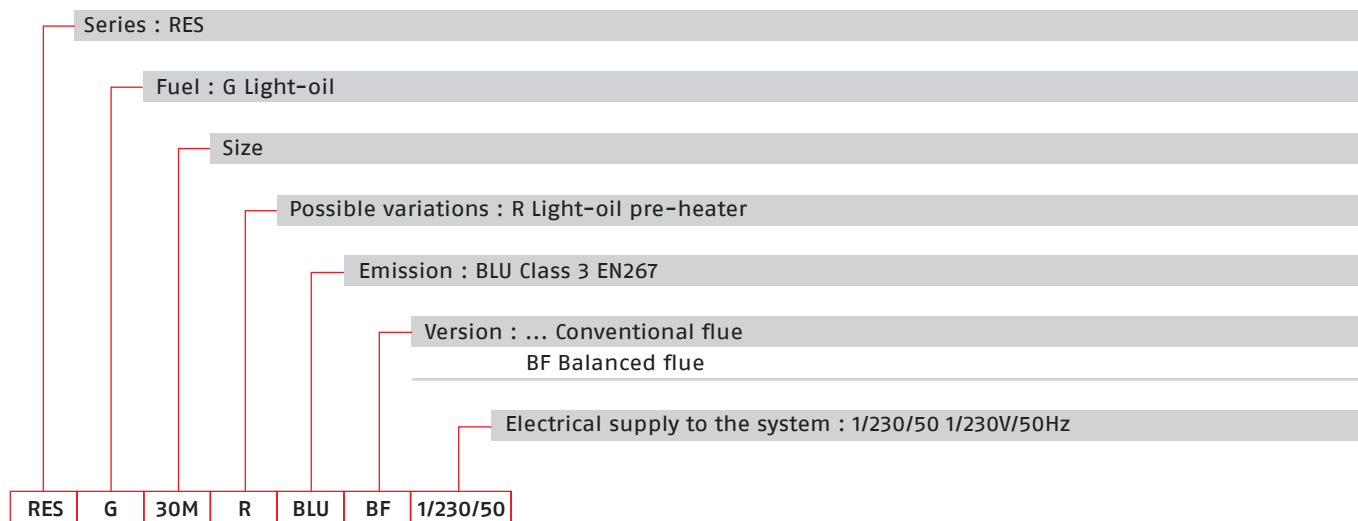 Series : RES
Fuel : G Light-oil
Size
Possible variations : R Light-oil pre-heater
Emission : BLU Class 3 EN267
Version : ... Conventional flue
BF Balanced flue
Electrical supply to the system : 1/230/50 1/230V/50Hz
RES G 30M R BLU BF 1/230/50